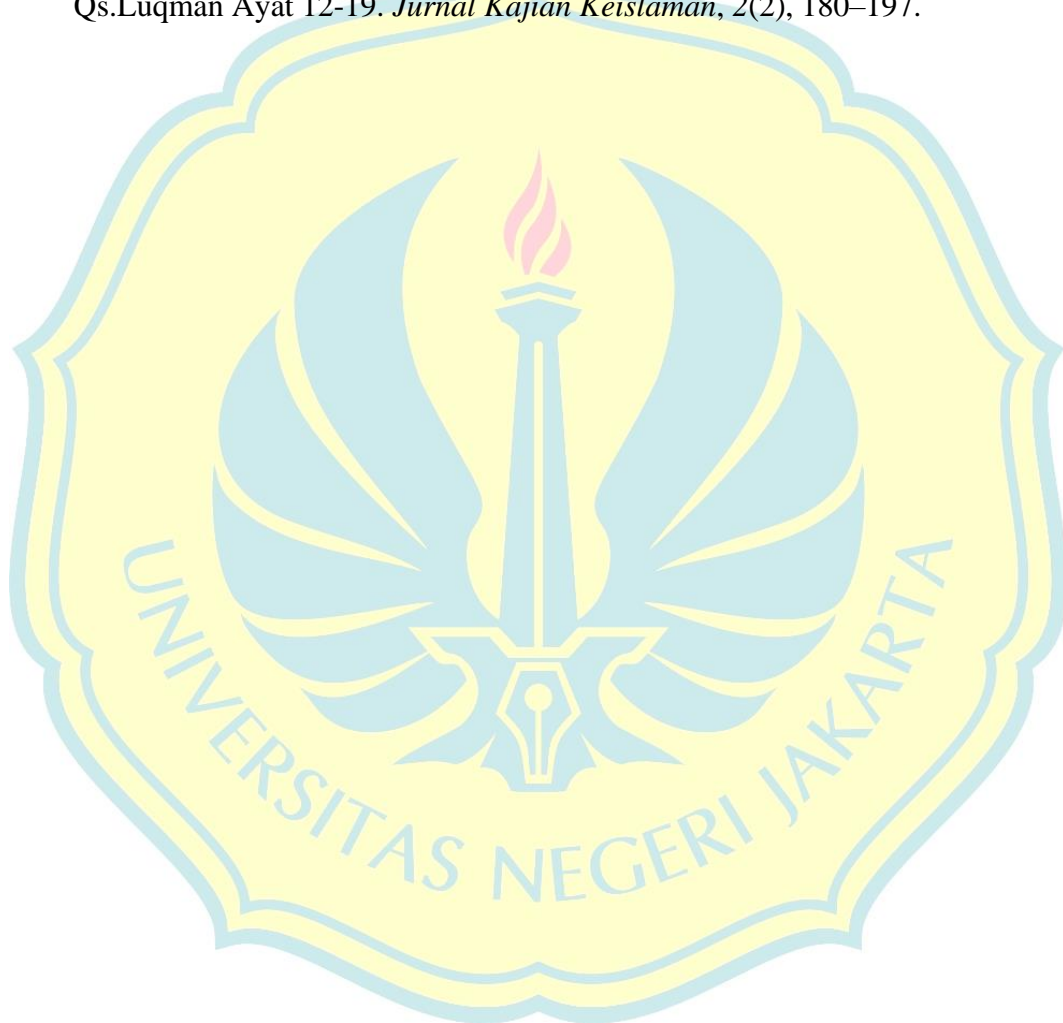 Qs.Luqman Ayat 12-19. Jurnal Kajian Keislaman, 2(2), 180–197.
UNIVERSITAS NEGERI JAKARTA